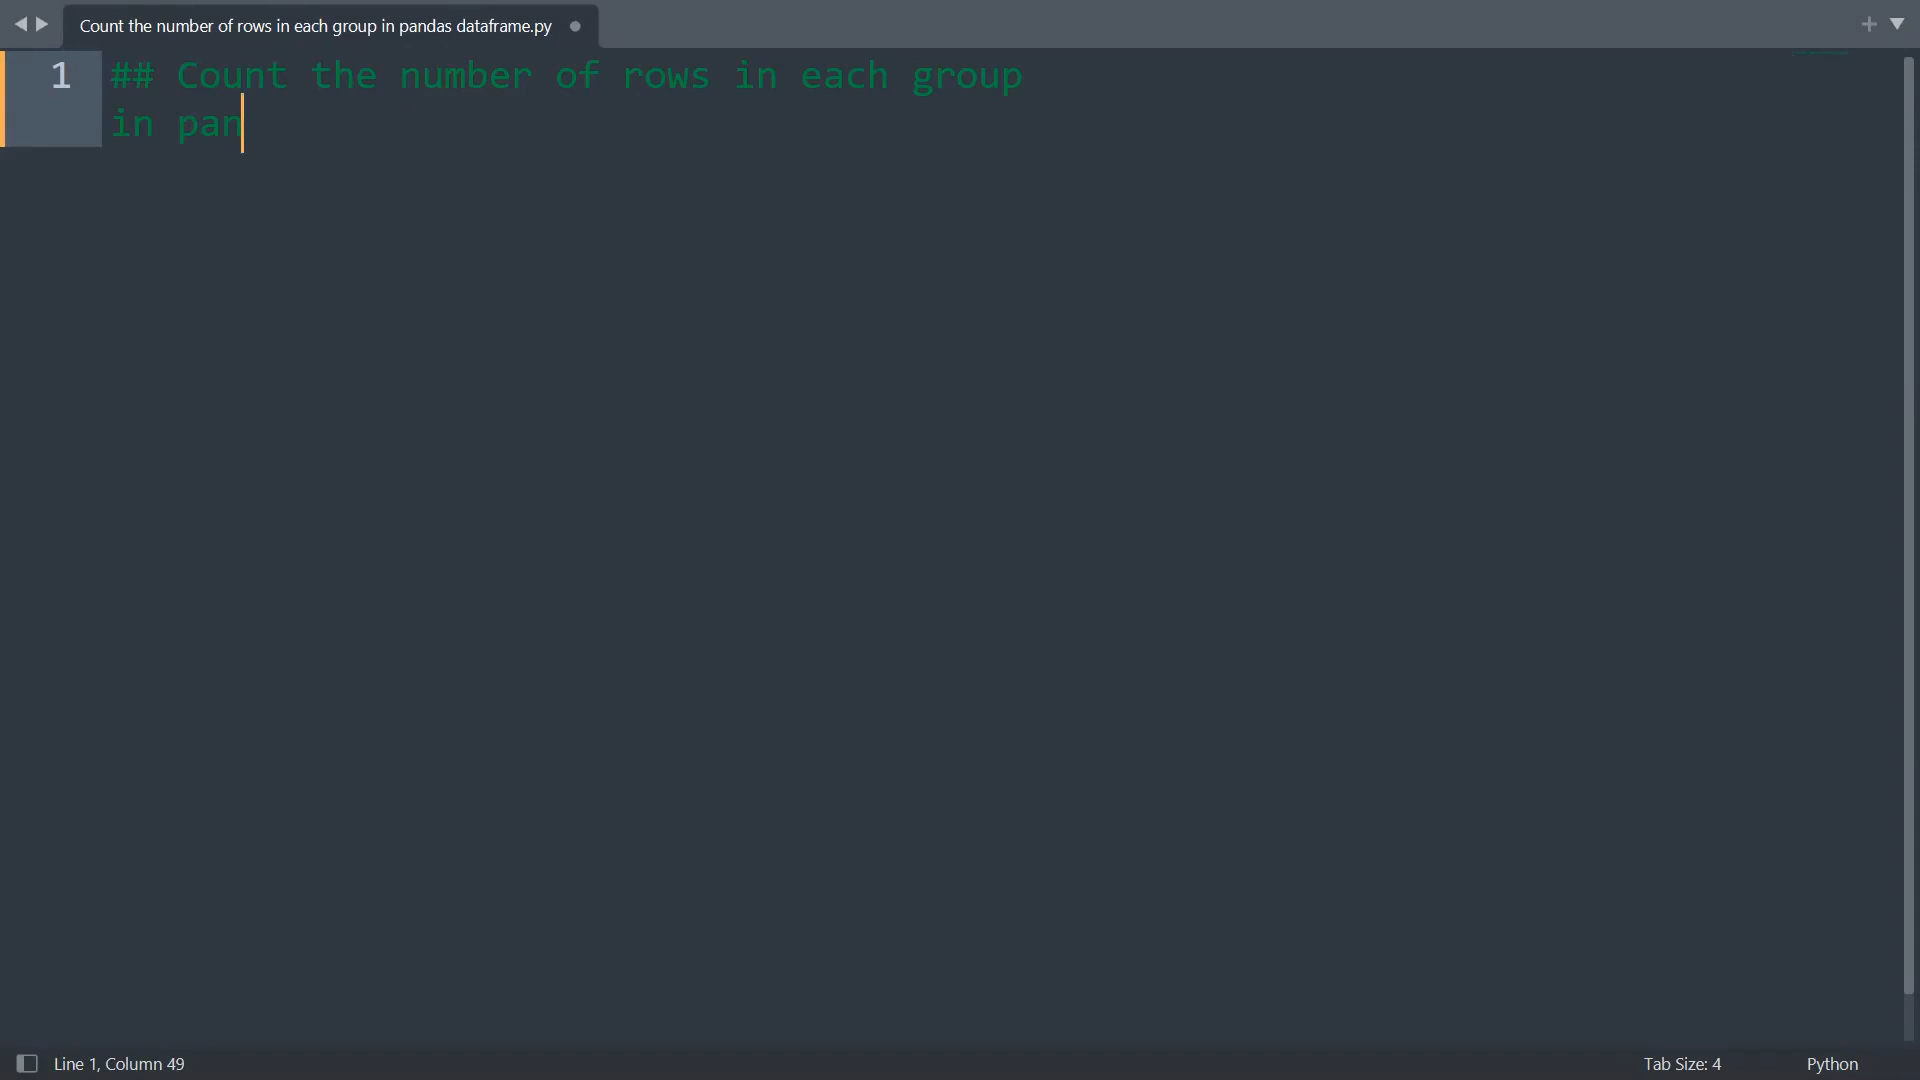 Count the number of rows in each group in pandas dataframe.py
1 ## Count the number of rows in each group
in pan
Line 1, Column 49
Tab Size: 4
Python